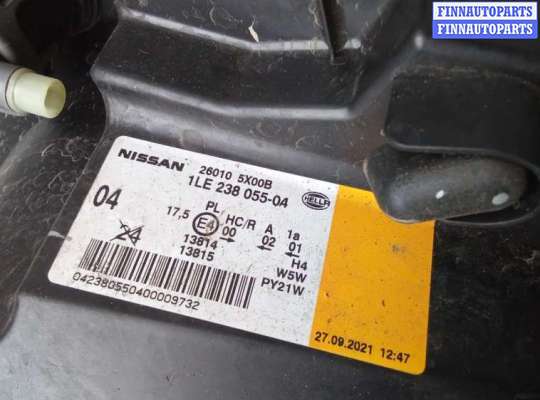 FINNAUTOPARTS
FINNAUTOPARTS
NISSAN 26010 5X00B
1LE 238 055-04
HELLA
04
PL HC/R A 1a
17,5 E4 00 02 01
13814
13815
H4
W5W
PY21W
24
042380550400009732
27.09.2021 12:47